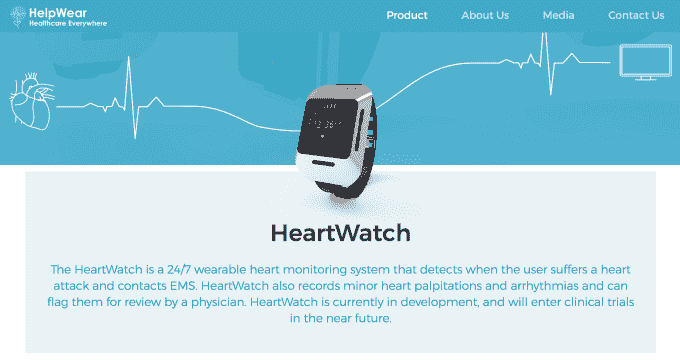 HelpWear
Healthcare Everywhere
Product
About Us
Media
Contact Us
HeartWatch
The HeartWatch is a 24/7 wearable heart monitoring system that detects when the user suffers a heart
attack and contacts EMS. HeartWatch also records minor heart palpitations and arrhythmias and can
flag them for review by a physician. HeartWatch is currently in development, and will enter clinical trials
in the near future.